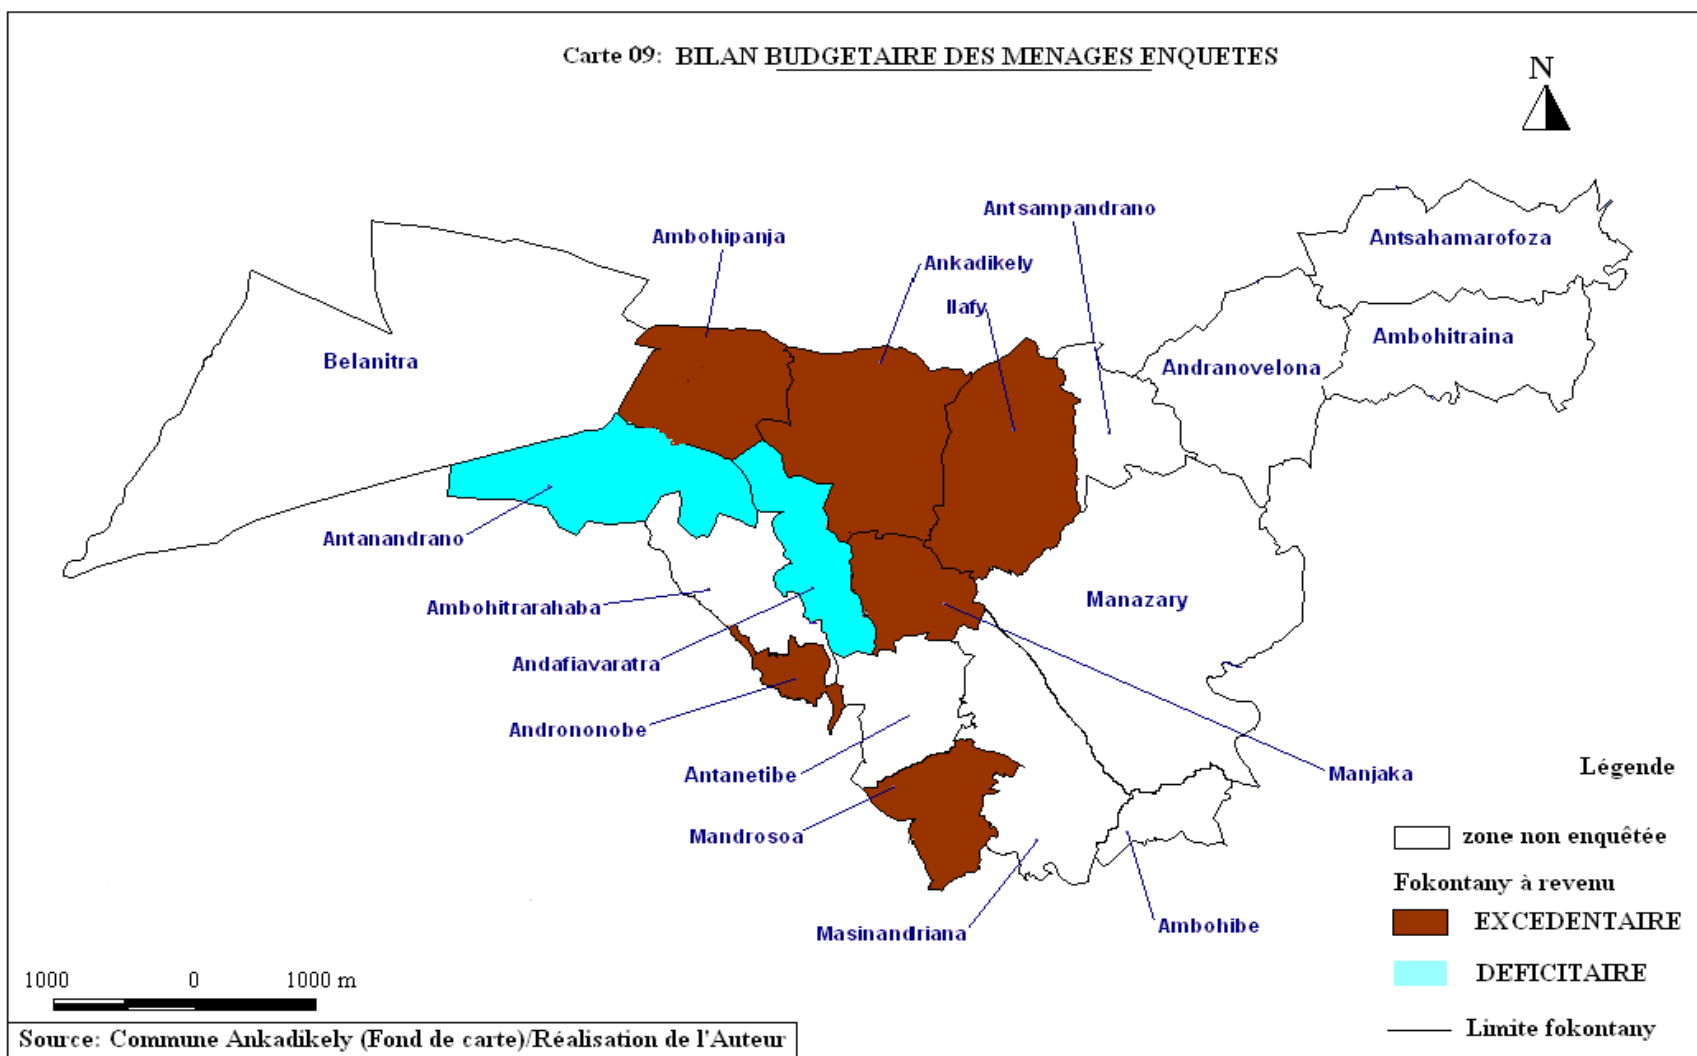 Carte 09: BILAN BUDGETAIRE DES MENAGES ENQUETES
N
Antsampandrano
Ambohipanja
Antsahamarofoza
Ankadikely
Ilafy
Ambohitraina
Belanitra
Andranovelona
Antanandrano
Ambohitrarahaba
Manazary
Andafiavaratra
Andrononobe
Antanetibe
Manjaka
Mandrosoa
Masinandriana
Ambohibe
Légende
zone non enquêtée
Fokontany à revenu
EXCEDENTAIRE
DEFICITAIRE
Limite fokontany
1000 0 1000 m
Source: Commune Ankadikely (Fond de carte)/Réalisation de l'Auteur